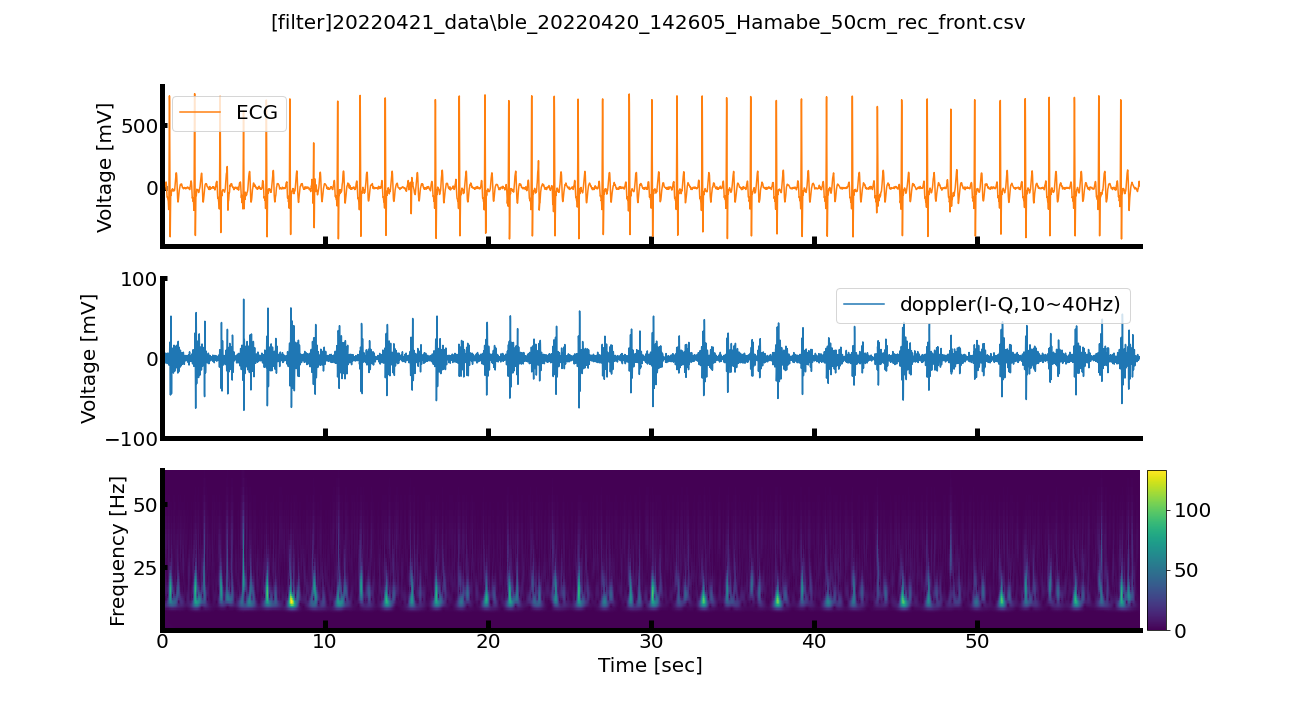 [filter]20220421_data\ble_20220420_142605_Hamabe_50cm_rec_front.csv
Voltage [mV]
500
0
ECG
Voltage [mV]
100
0
−100
doppler(I-Q,10~40Hz)
Frequency [Hz]
50
25
100
50
0
0 10 20 30 40 50
Time [sec]